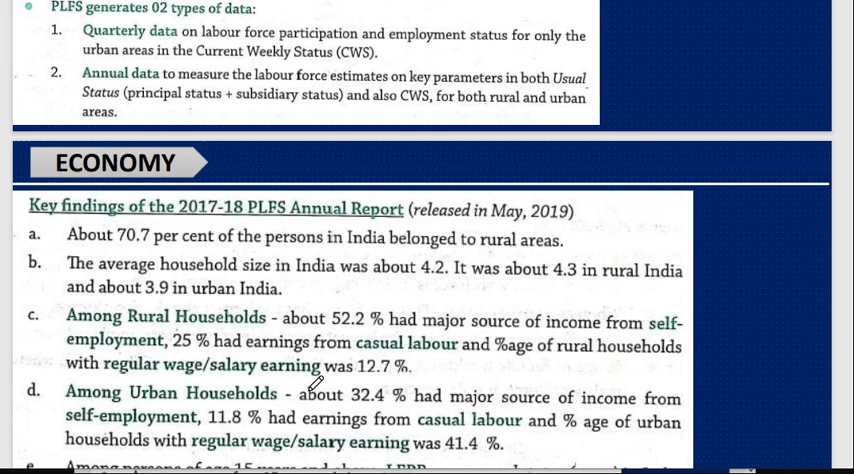 PLFS generates 02 types of data:
1. Quarterly data on labour force participation and employment status for only the
urban areas in the Current Weekly Status (CWS).
2. Annual data to measure the labour force estimates on key parameters in both Usual
Status (principal status + subsidiary status) and also CWS, for both rural and urban
areas.
ECONOMY
Key findings of the 2017-18 PLFS Annual Report (released in May, 2019)
a. About 70.7 per cent of the persons in India belonged to rural areas.
b. The average household size in India was about 4.2. It was about 4.3 in rural India
and about 3.9 in urban India.
c. Among Rural Households - about 52.2 % had major source of income from self-
employment, 25 % had earnings from casual labour and %age of rural households
with regular wage/salary earning was 12.7 %.
d. Among Urban Households - about 32.4 % had major source of income from
self-employment, 11.8 % had earnings from casual labour and % age of urban
households with regular wage/salary earning was 41.4 %.
e. Among persons of age 15 years and above